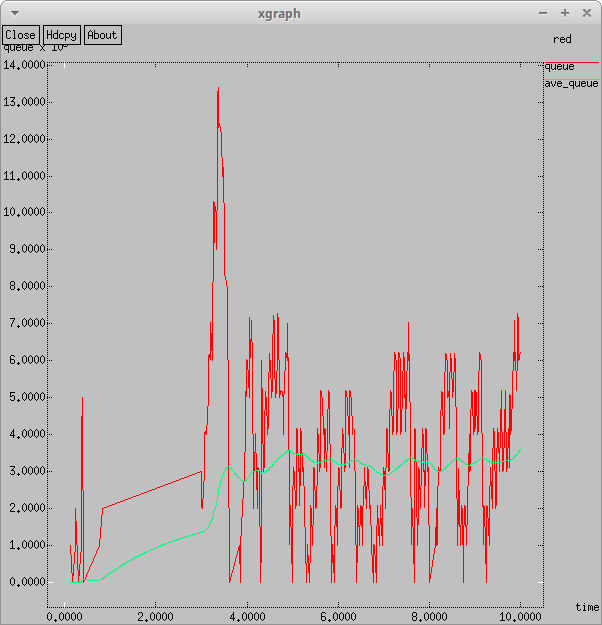 xgraph
Close Hdcpy About
red
queue x 10³
queue
ave_queue
14.0000
13.0000
12.0000
11.0000
10.0000
9.0000
8.0000
7.0000
6.0000
5.0000
4.0000
3.0000
2.0000
1.0000
0.0000
time
0.0000 2.0000 4.0000 6.0000 8.0000 10.0000